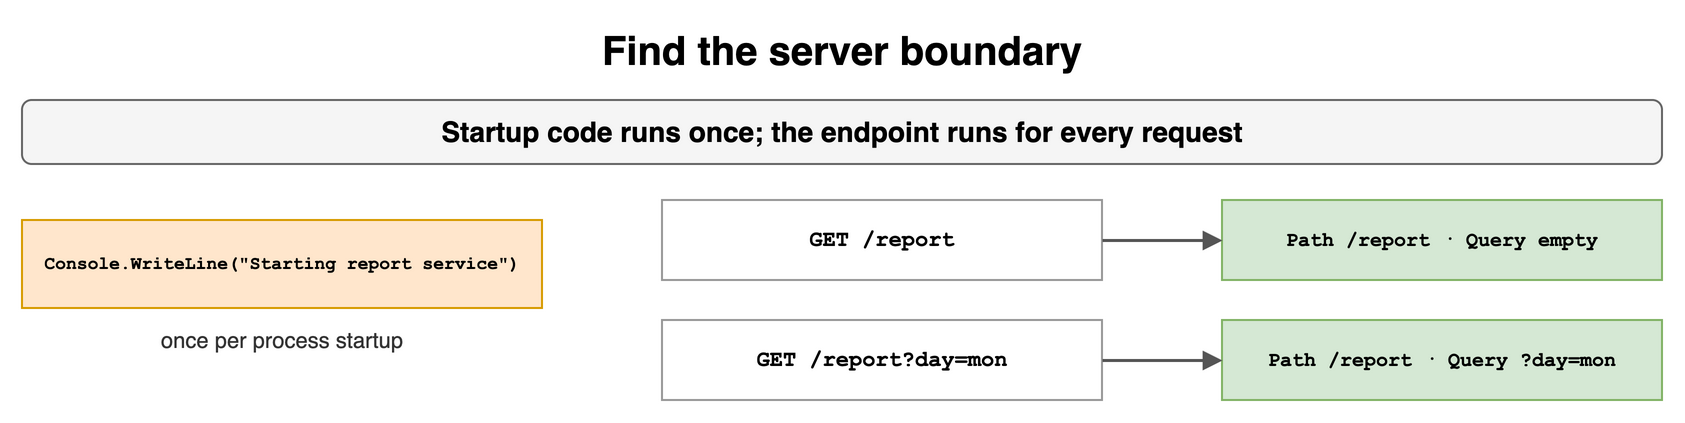 Find the server boundary
Startup code runs once; the endpoint runs for every request
Console.WriteLine("Starting report service")
once per process startup
GET /report
Path /report · Query empty
GET /report?day=mon
Path /report · Query ?day=mon